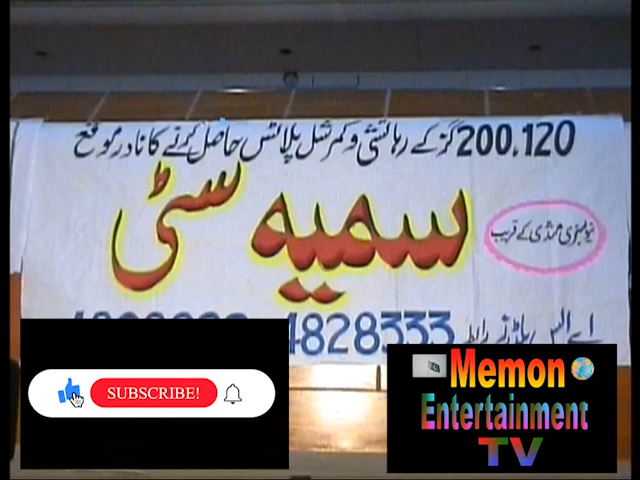 120، 200 گز کے رہائشی و کمرشل پلاٹس حاصل کرنے کا نادر موقع
سمیہ سٹی
نیو سبزی منڈی کے قریب
4828333
SUBSCRIBE!
Memon
Entertainment
TV